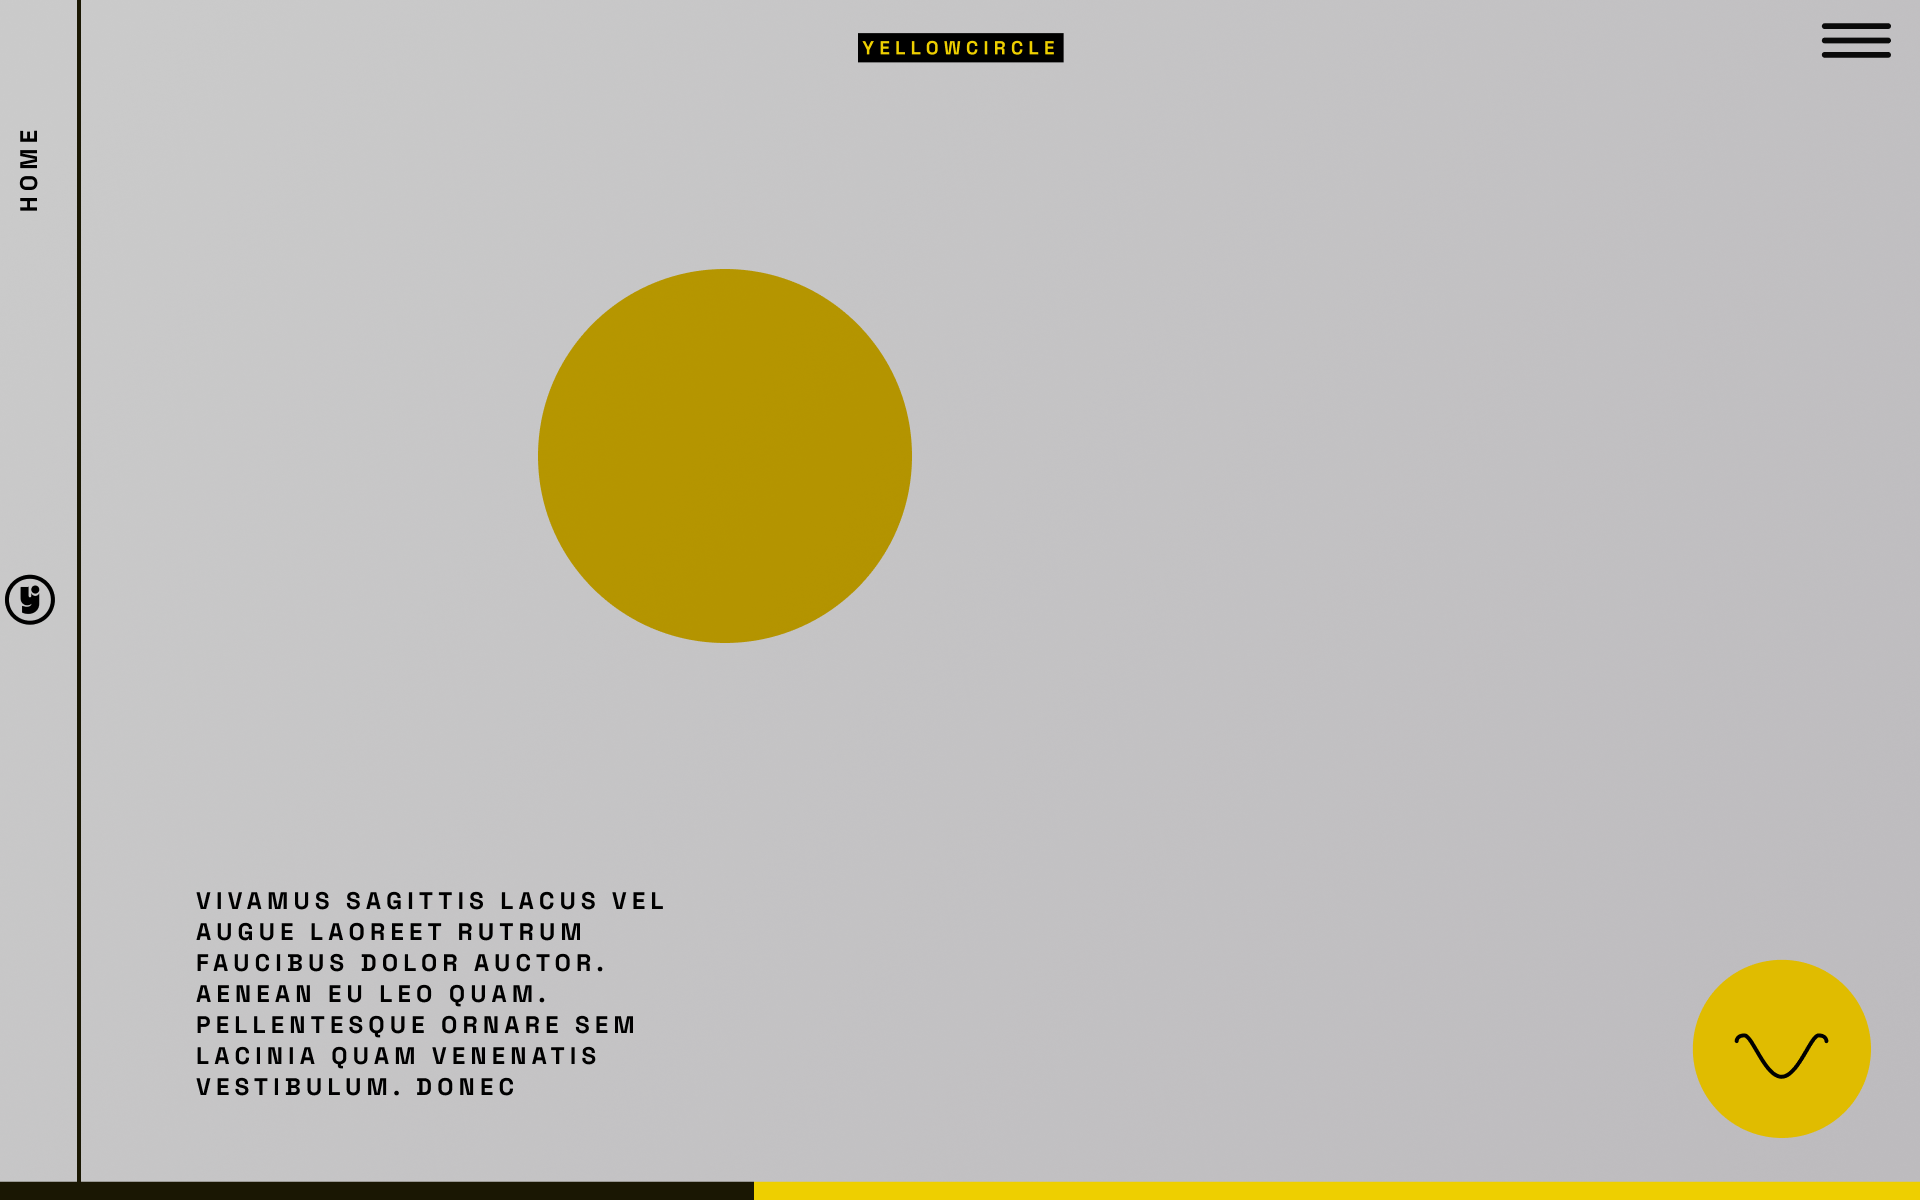 YELLOWCIRCLE
HOME
y
VIVAMUS SAGITTIS LACUS VEL
AUGUE LAOREET RUTRUM
FAUCIBUS DOLOR AUCTOR.
AENEAN EU LEO QUAM.
PELLENTESQUE ORNARE SEM
LACINIA QUAM VENENATIS
VESTIBULUM. DONEC